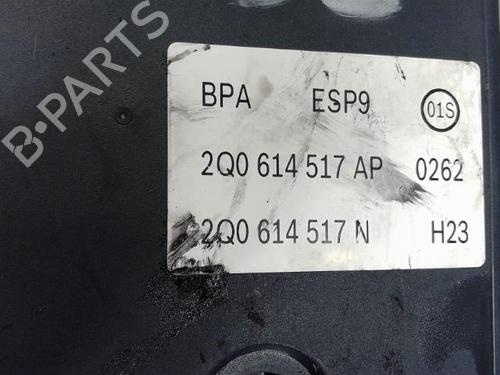 B-PARTS
BPA ESP9 01S
2Q0 614 517 AP 0262
2Q0 614 517 N H23